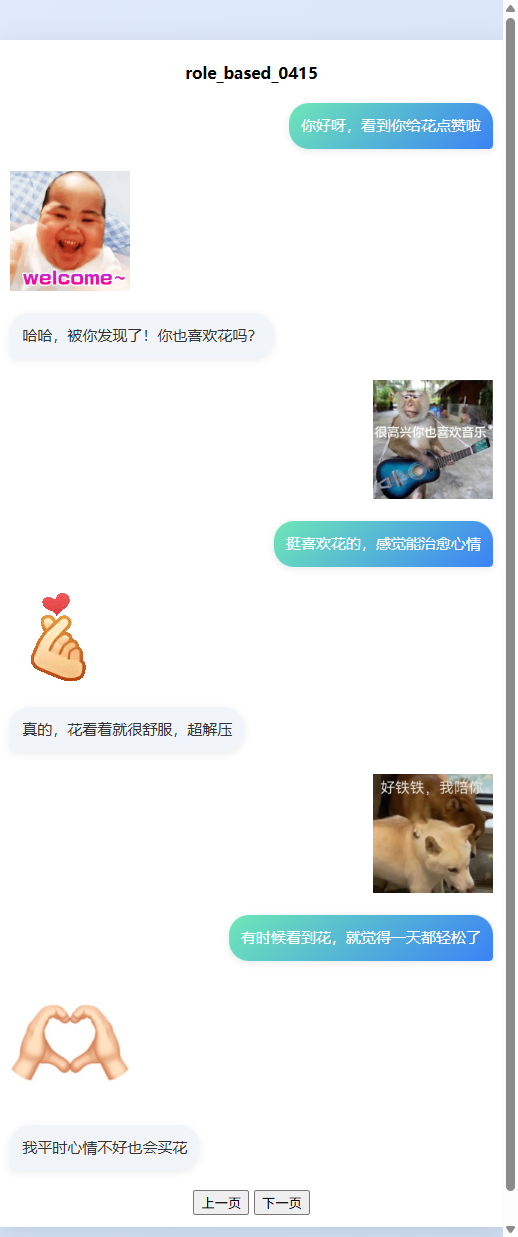 role_based_0415
你好呀，看到你给花点赞啦
welcome~
哈哈，被你发现了！你也喜欢花吗？
很高兴你也喜欢音乐
挺喜欢花的，感觉能治愈心情
真的，花看着就很舒服，超解压
好铁铁，我陪你
有时候看到花，就觉得一天都轻松了
我平时心情不好也会买花
上一页 下一页